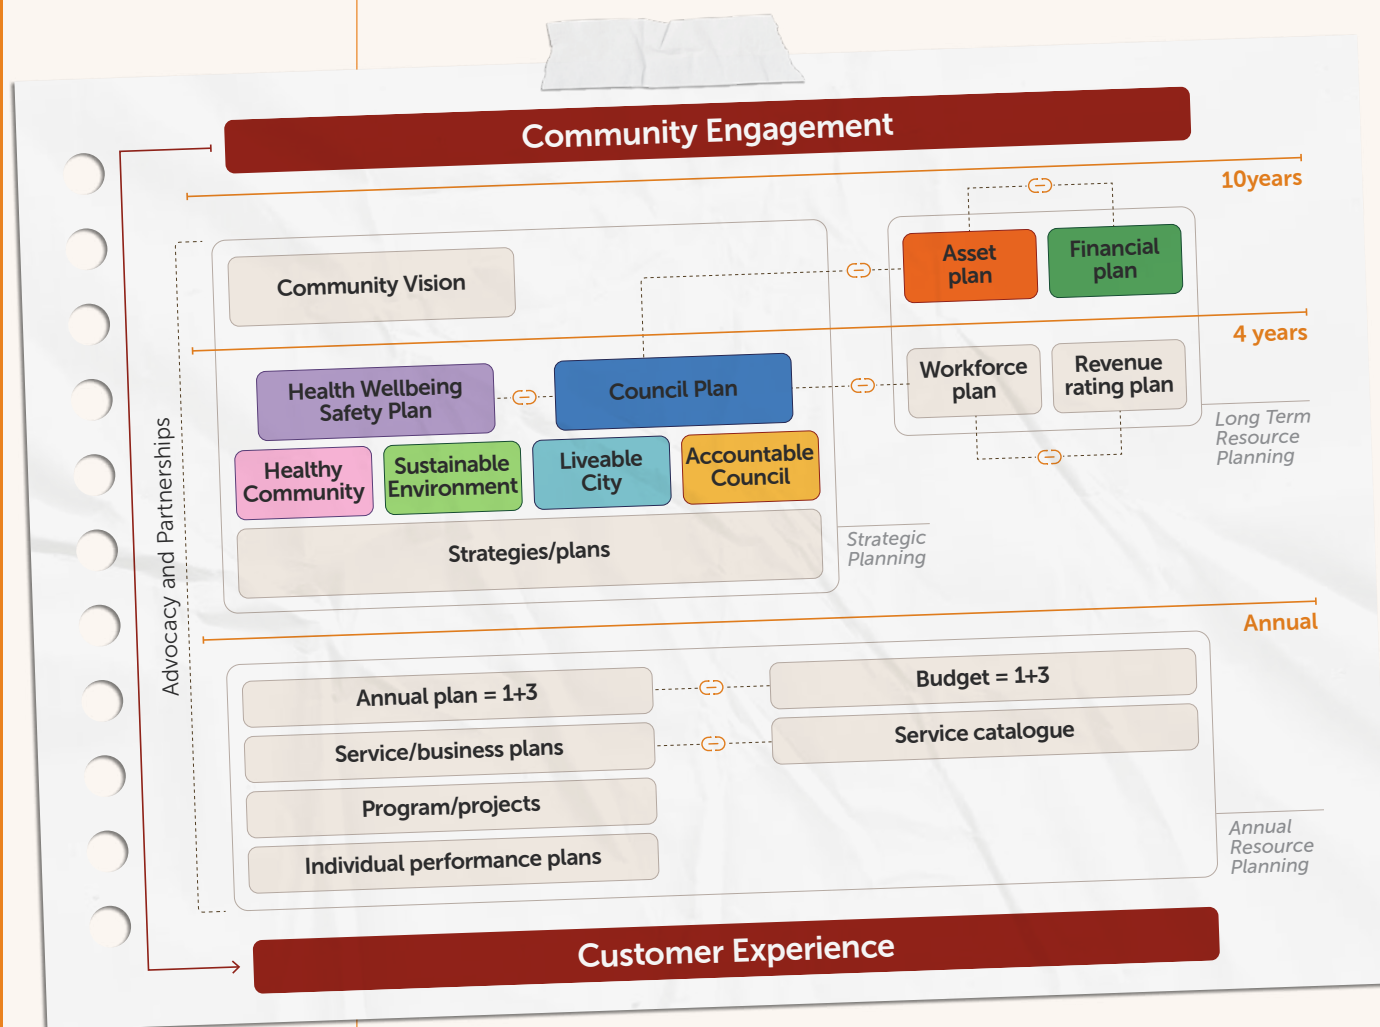 Community Engagement
10years
Community Vision
Asset
plan
Financial
plan
4 years
Health Wellbeing
Safety Plan
Council Plan
Workforce
plan
Revenue
rating plan
Long Term
Resource
Planning
Healthy
Community
Sustainable
Environment
Liveable
City
Accountable
Council
Strategies/plans
Strategic
Planning
Advocacy and Partnerships
Annual
Annual plan = 1+3
Budget = 1+3
Service/business plans
Service catalogue
Program/projects
Individual performance plans
Annual
Resource
Planning
Customer Experience